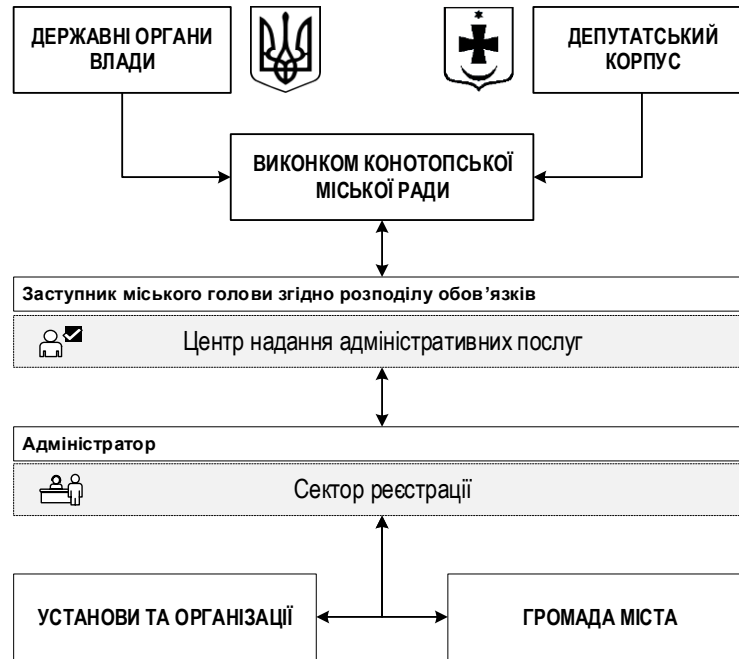 ДЕРЖАВНІ ОРГАНИ
ВЛАДИ
ДЕПУТАТСЬКИЙ
КОРПУС
ВИКОНКОМ КОНОТОПСЬКОЇ
МІСЬКОЇ РАДИ
Заступник міського голови згідно розподілу обов’язків
Центр надання адміністративних послуг
Адміністратор
Сектор реєстрації
УСТАНОВИ ТА ОРГАНІЗАЦІЇ
ГРОМАДА МІСТА